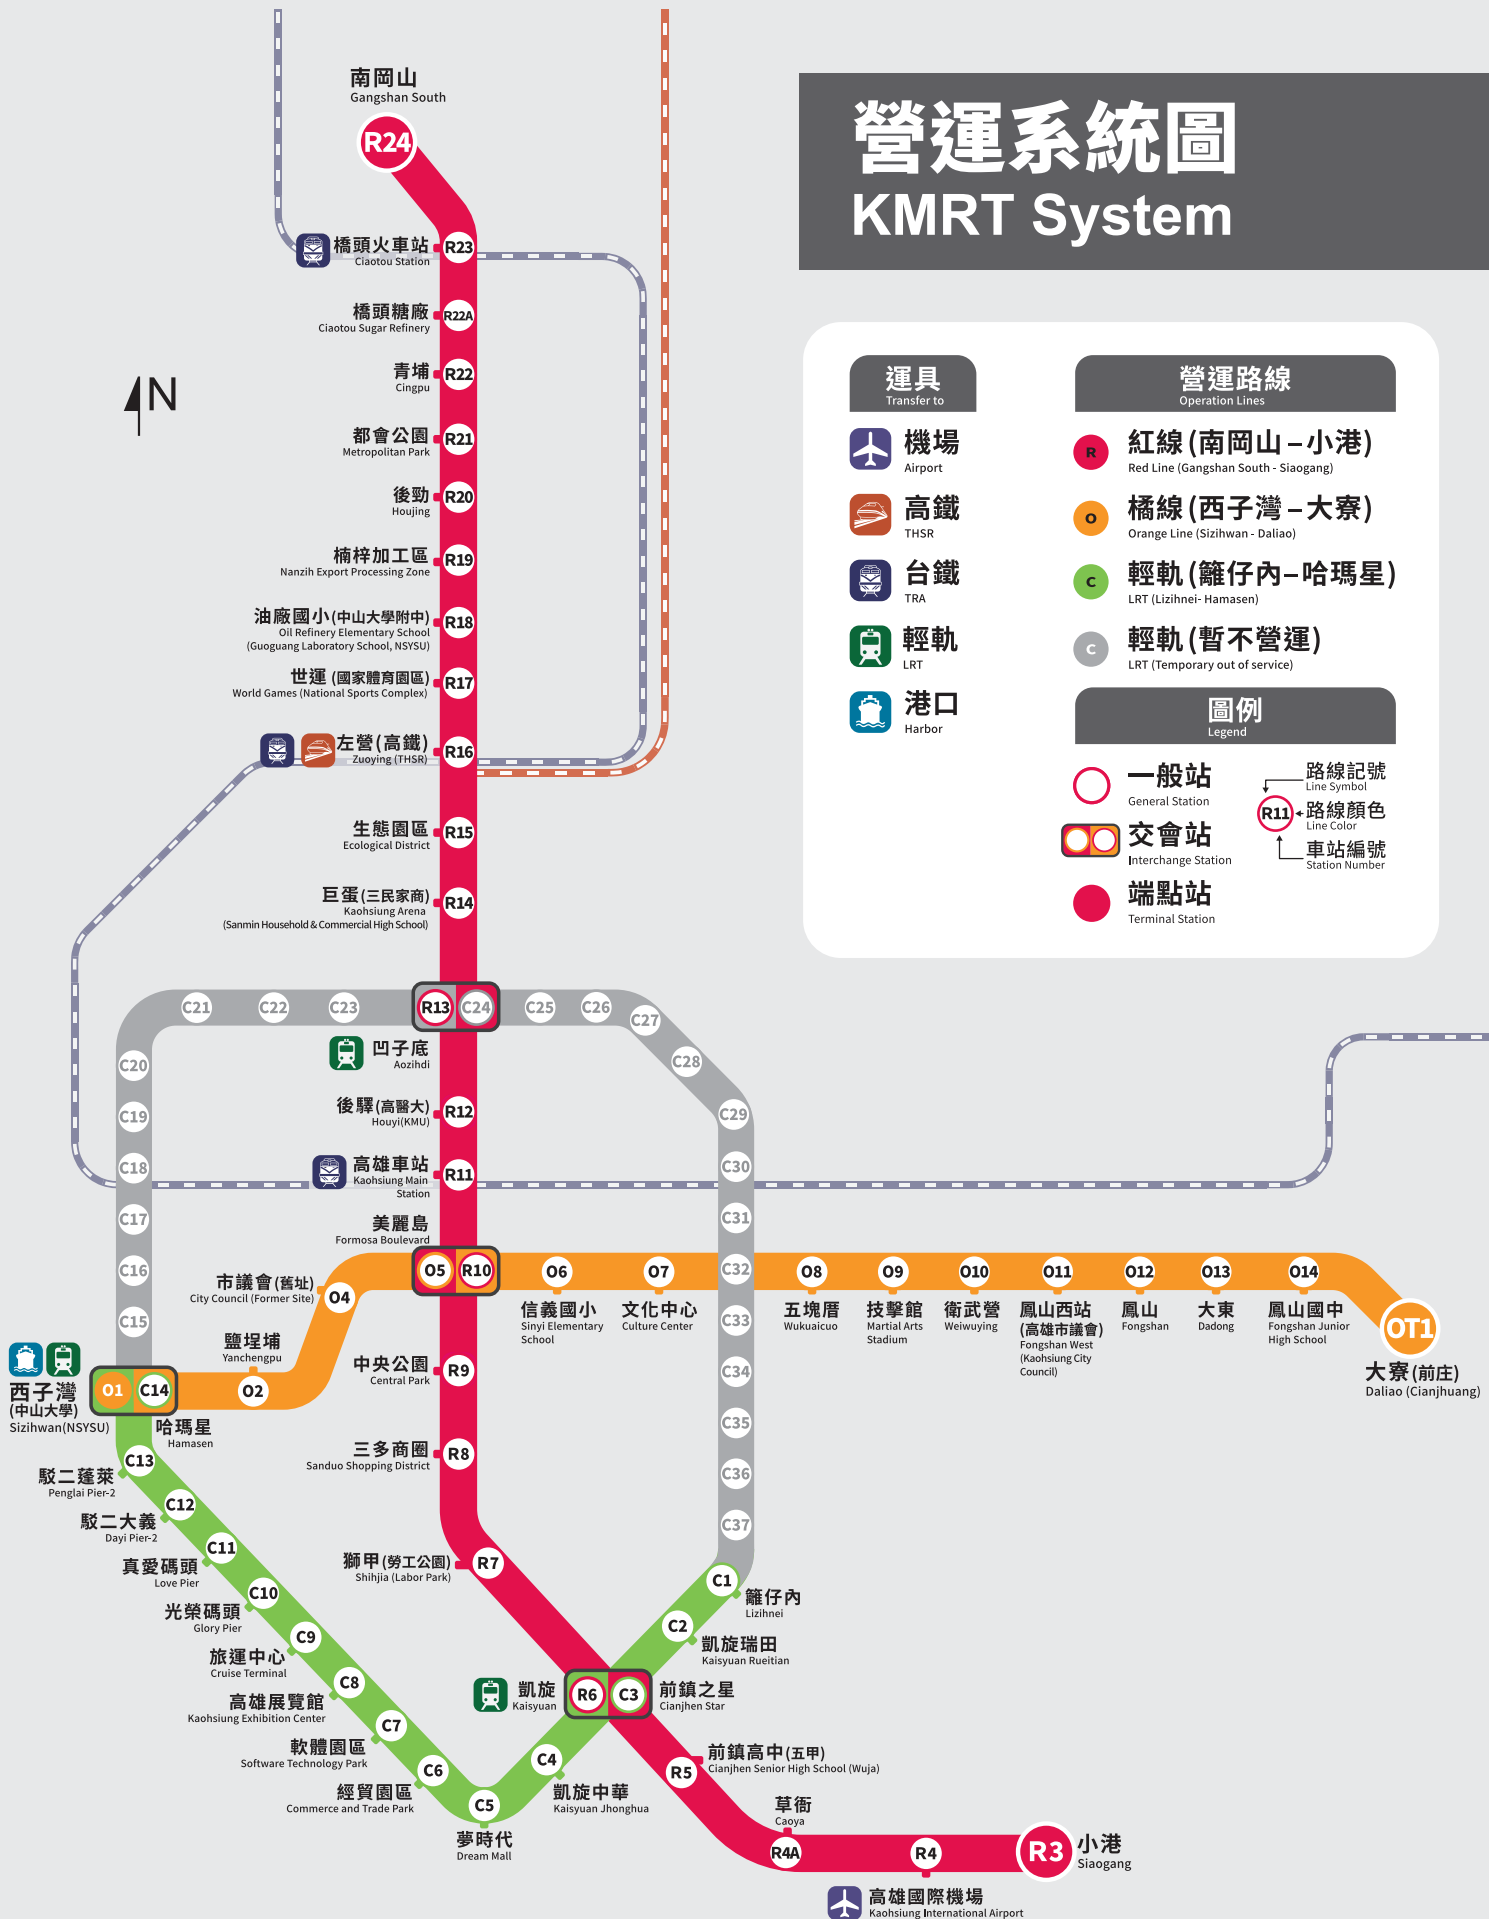 營運系統圖
KMRT System
南岡山
Gangshan South
R24
橋頭火車站
Ciaotou Station
R23
橋頭糖廠
Ciaotou Sugar Refinery
R22A
N
青埔
Cingpu
R22
都會公園
Metropolitan Park
R21
後勁
Houjing
R20
楠梓加工區
Nanzih Export Processing Zone
R19
油廠國小(中山大學附中)
Oil Refinery Elementary School
(Guoguang Laboratory School, NSYSU)
R18
世運 (國家體育園區)
World Games (National Sports Complex)
R17
左營(高鐵)
Zuoying (THSR)
R16
生態園區
Ecological District
R15
巨蛋(三民家商)
Kaohsiung Arena
(Sanmin Household & Commercial High School)
R14
運具
Transfer to
機場
Airport
高鐵
THSR
台鐵
TRA
輕軌
LRT
港口
Harbor
營運路線
Operation Lines
R
紅線(南岡山–小港)
Red Line (Gangshan South - Siaogang)
O
橘線(西子灣–大寮)
Orange Line (Sizihwan - Daliao)
C
輕軌(籬仔內–哈瑪星)
LRT (Lizihnei- Hamasen)
C
輕軌(暫不營運)
LRT (Temporary out of service)
圖例
Legend
一般站
General Station
交會站
Interchange Station
端點站
Terminal Station
R11
路線記號
Line Symbol
路線顏色
Line Color
車站編號
Station Number
C21
C22
C23
R13
C24
C25
C26
C27
C28
C29
C30
C31
C32
C33
C34
C35
C36
C37
凹子底
Aozihdi
C20
C19
C18
C17
C16
C15
後驛(高醫大)
Houyi(KMU)
R12
高雄車站
Kaohsiung Main
Station
R11
美麗島
Formosa Boulevard
O5
R10
市議會(舊址)
City Council (Former Site)
O4
鹽埕埔
Yanchengpu
O2
O6
信義國小
Sinyi Elementary
School
O7
文化中心
Culture Center
O8
五塊厝
Wukuaicuo
O9
技擊館
Martial Arts
Stadium
O10
衛武營
Weiwuying
O11
鳳山西站
(高雄市議會)
Fongshan West
(Kaohsiung City
Council)
O12
鳳山
Fongshan
O13
大東
Dadong
O14
鳳山國中
Fongshan Junior
High School
OT1
大寮(前庄)
Daliao (Cianjhuang)
西子灣
(中山大學)
Sizihwan(NSYSU)
O1
C14
哈瑪星
Hamasen
中央公園
Central Park
R9
三多商圈
Sanduo Shopping District
R8
獅甲(勞工公園)
Shihjia (Labor Park)
R7
C13
駁二蓬萊
Penglai Pier-2
C12
駁二大義
Dayi Pier-2
C11
真愛碼頭
Love Pier
C10
光榮碼頭
Glory Pier
C9
旅運中心
Cruise Terminal
C8
高雄展覽館
Kaohsiung Exhibition Center
C7
軟體園區
Software Technology Park
C6
經貿園區
Commerce and Trade Park
C5
夢時代
Dream Mall
C4
凱旋中華
Kaisyuan Jhonghua
凱旋
Kaisyuan
R6
C3
前鎮之星
Cianjhen Star
C2
凱旋瑞田
Kaisyuan Rueitian
C1
籬仔內
Lizihnei
R5
前鎮高中(五甲)
Cianjhen Senior High School (Wuja)
草衙
Caoya
R4A
R4
高雄國際機場
Kaohsiung International Airport
R3
小港
Siaogang